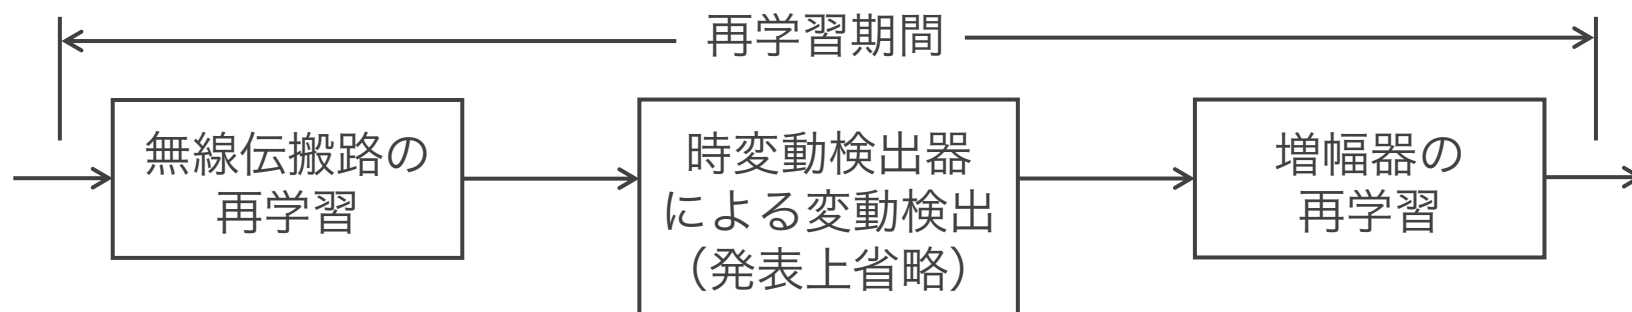 再学習期間
無線伝搬路の
再学習
時変動検出器
による変動検出
（発表上省略）
増幅器の
再学習